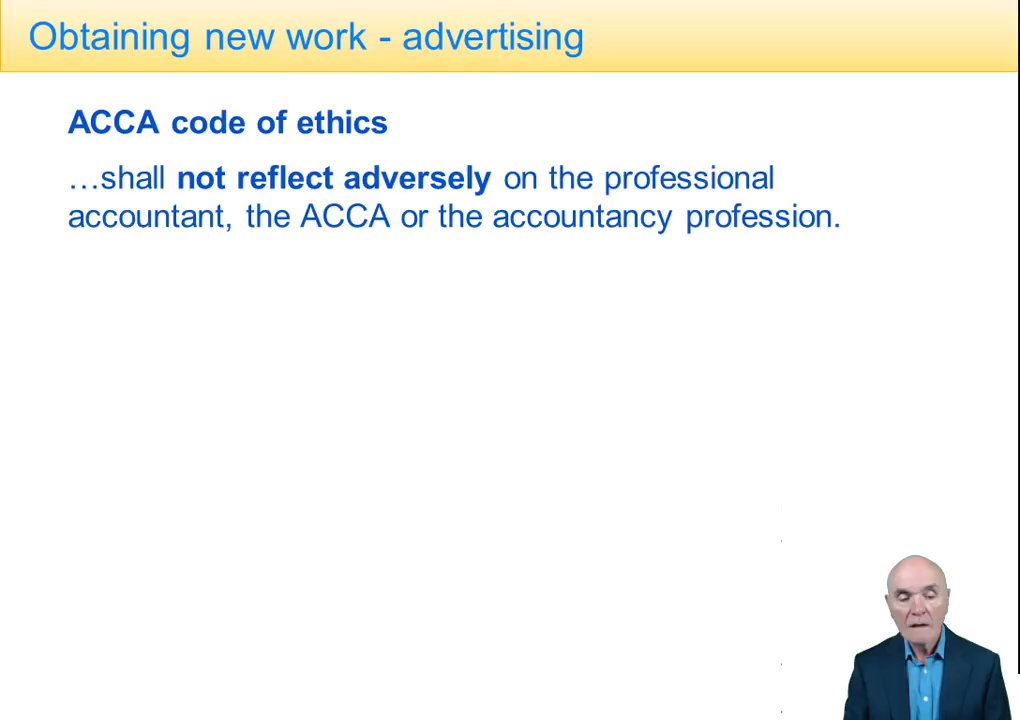 Obtaining new work - advertising
ACCA code of ethics
…shall not reflect adversely on the professional
accountant, the ACCA or the accountancy profession.